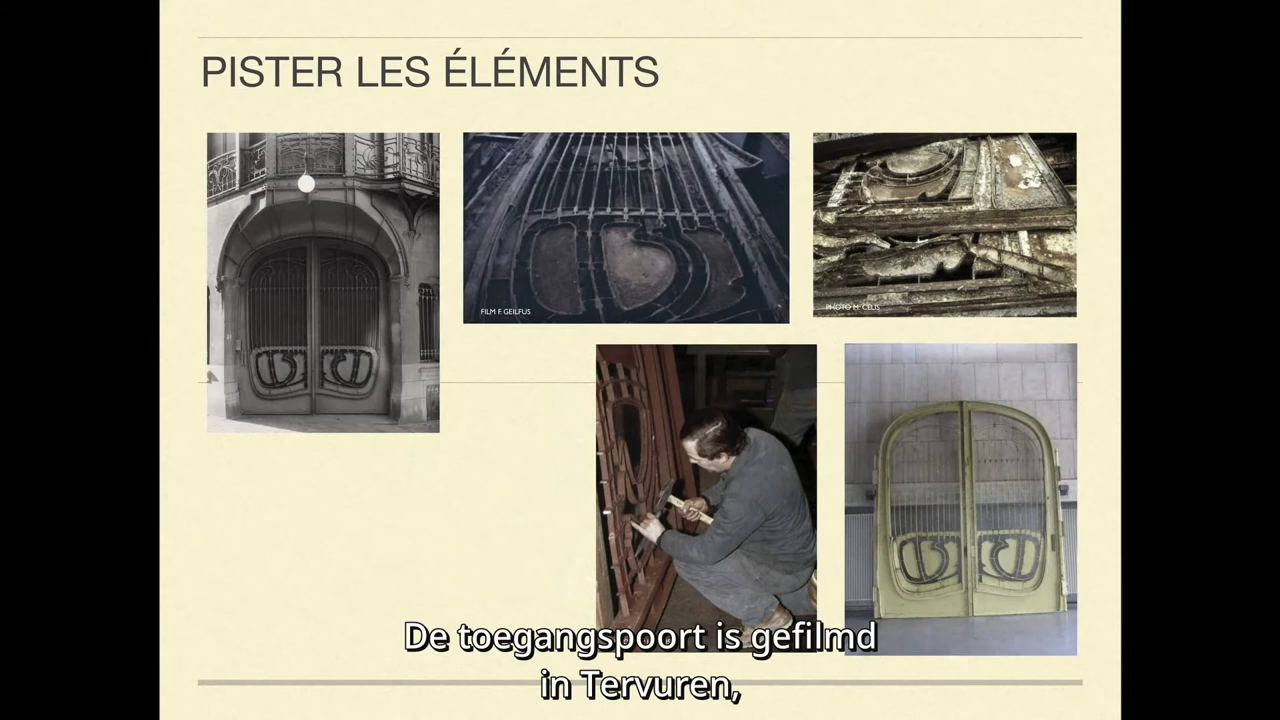 PISTER LES ÉLÉMENTS
FILM F. GEILFUS
PHOTO M. CELIS
De toegangspoort is gefilmd
in Tervuren,